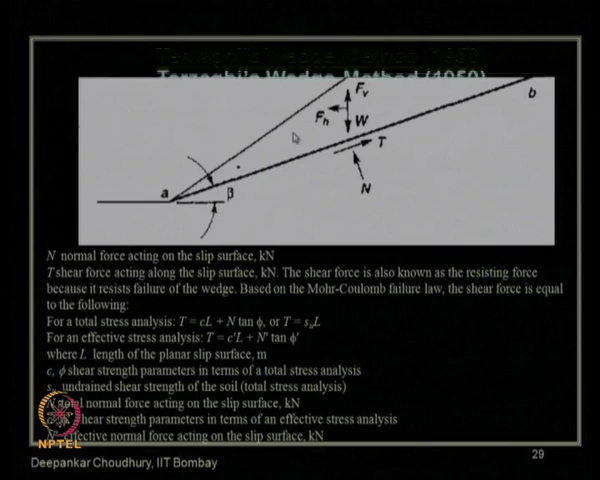 Terzaghi's Wedge Method (1950)
F_v
b
F_h
W
T
a
β
N
N normal force acting on the slip surface, kN
T shear force acting along the slip surface, kN. The shear force is also known as the resisting force
because it resists failure of the wedge. Based on the Mohr-Coulomb failure law, the shear force is equal
to the following:
For a total stress analysis: T = cL + N tan ϕ, or T = s_uL
For an effective stress analysis: T = c'L + N' tan ϕ'
where L length of the planar slip surface, m
c, ϕ shear strength parameters in terms of a total stress analysis
s_u undrained shear strength of the soil (total stress analysis)
N total normal force acting on the slip surface, kN
shear strength parameters in terms of an effective stress analysis
N' effective normal force acting on the slip surface, kN
NPTEL
29
Deepankar Choudhury, IIT Bombay